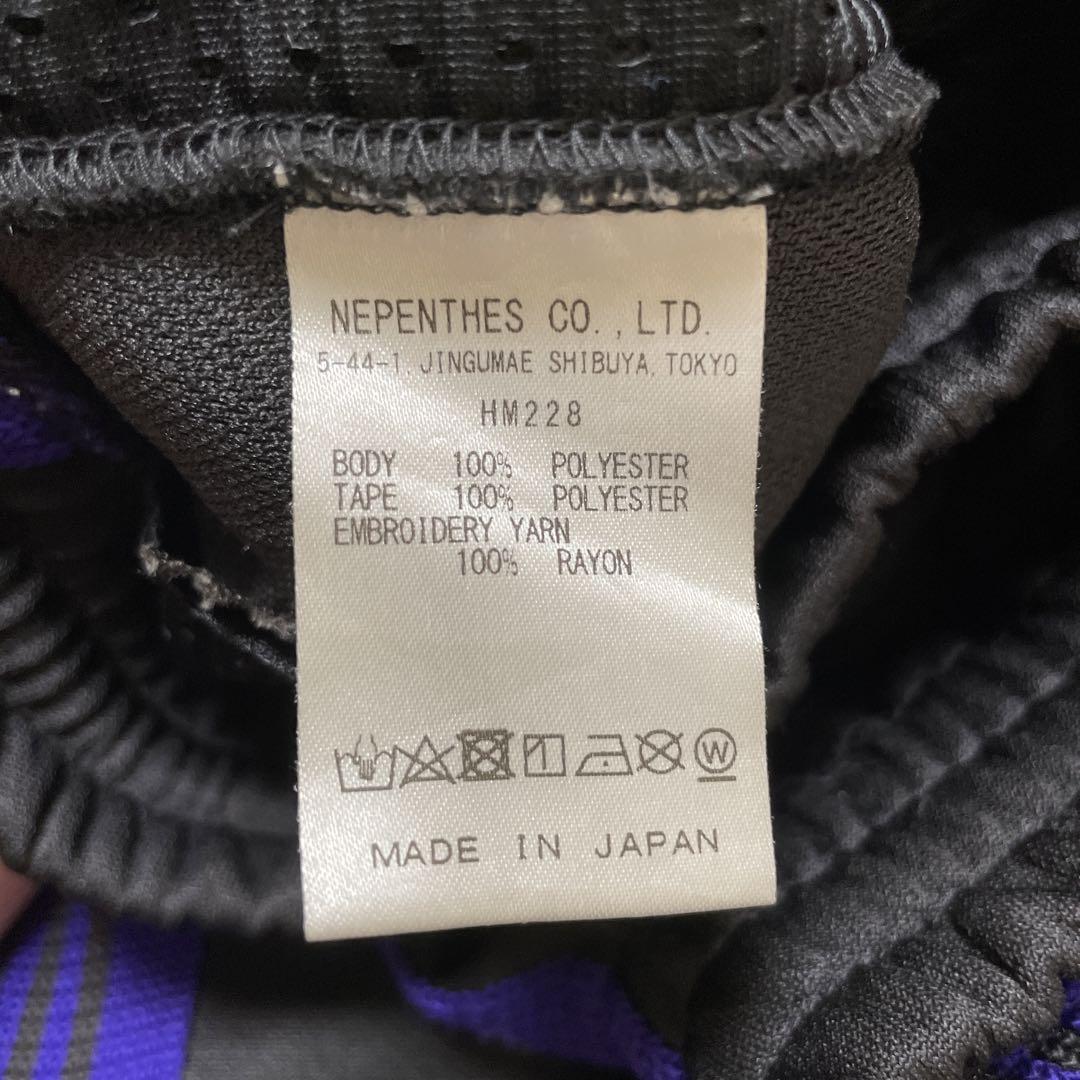 NEPENTHES CO.,LTD.
5-44-1, JINGUMAE SHIBUYA, TOKYO
HM228
BODY 100% POLYESTER
TAPE 100% POLYESTER
EMBROIDERY YARN
100% RAYON
W
MADE IN JAPAN